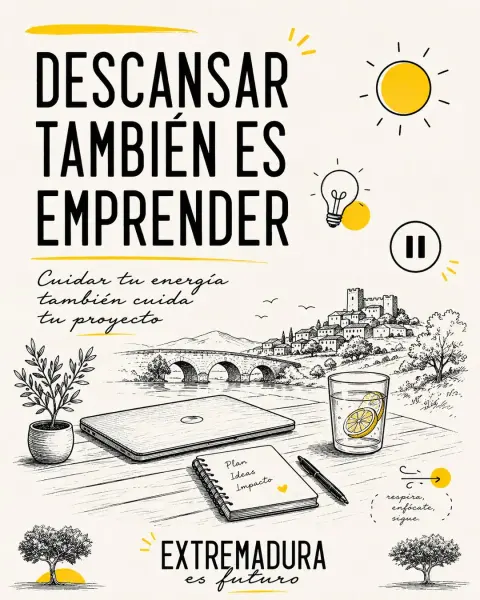 DESCANSAR
TAMBIÉN ES
EMPRENDER
Cuidar tu energía
también cuida
tu proyecto
Plan
Ideas
Impacto
respira,
enfócate,
sigue.
EXTREMADURA
es futuro